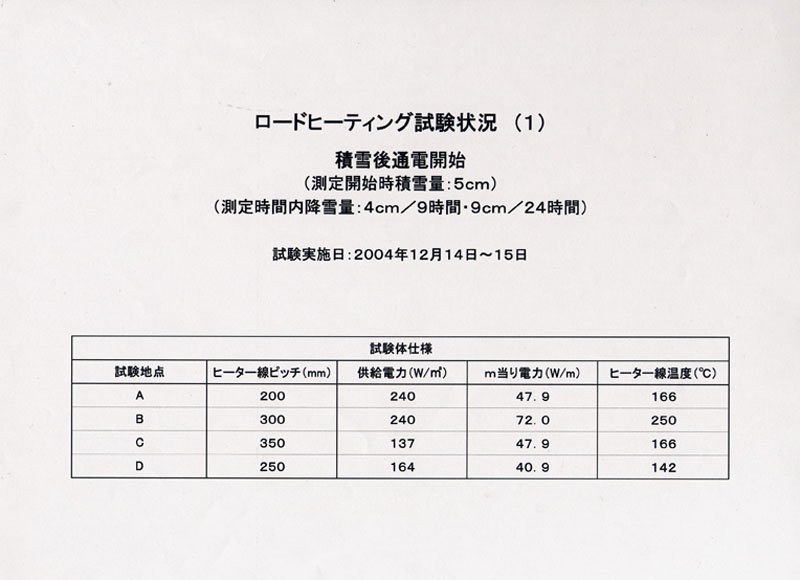 ロードヒーティング試験状況 （1）
積雪後通電開始
（測定開始時積雪量：5cm）
（測定時間内降雪量：4cm／9時間・9cm／24時間）
試験実施日：2004年12月14日～15日
試験体仕様
試験地点 ヒーター線ピッチ（mm） 供給電力（W/㎡） m当り電力（W/m） ヒーター線温度（℃）
A 200 240 47.9 166
B 300 240 72.0 250
C 350 137 47.9 166
D 250 164 40.9 142